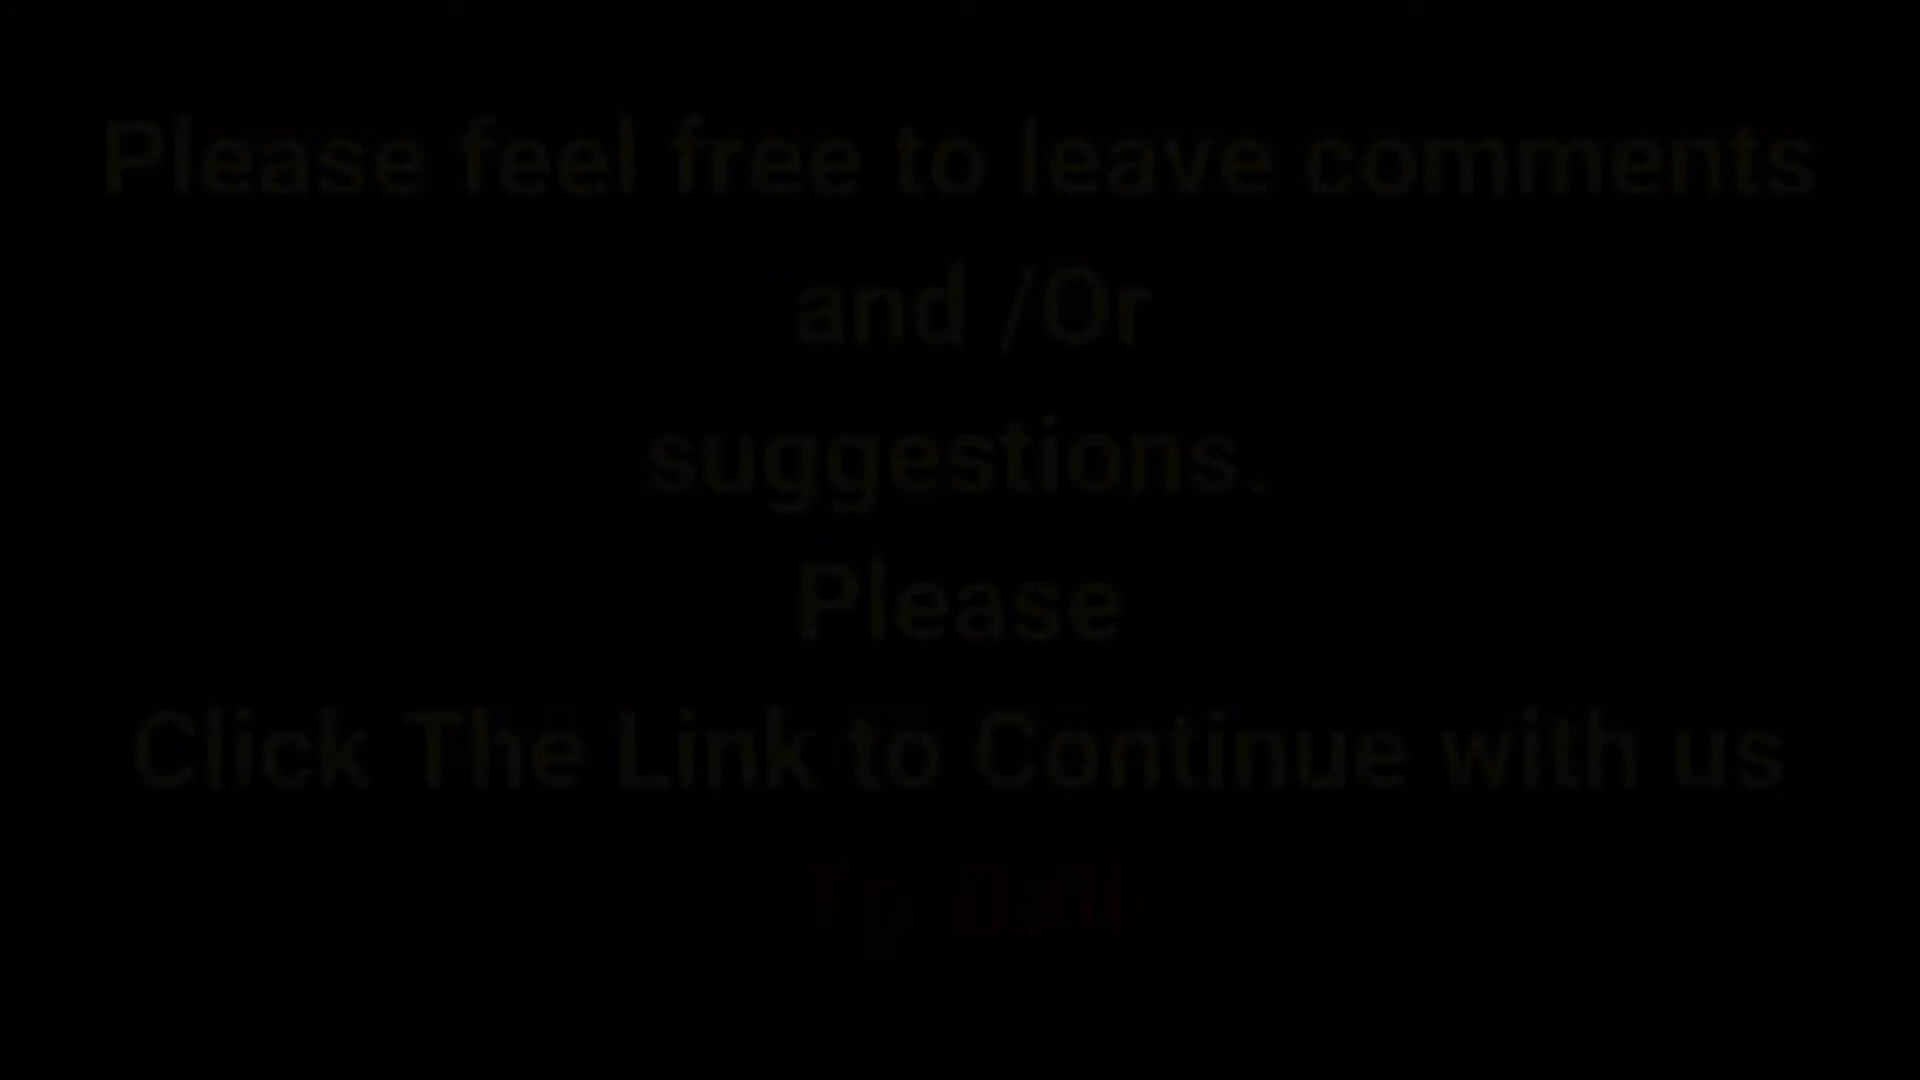 Please feel free to leave comments
and /Or
suggestions.
Please
Click The Link to Continue with us